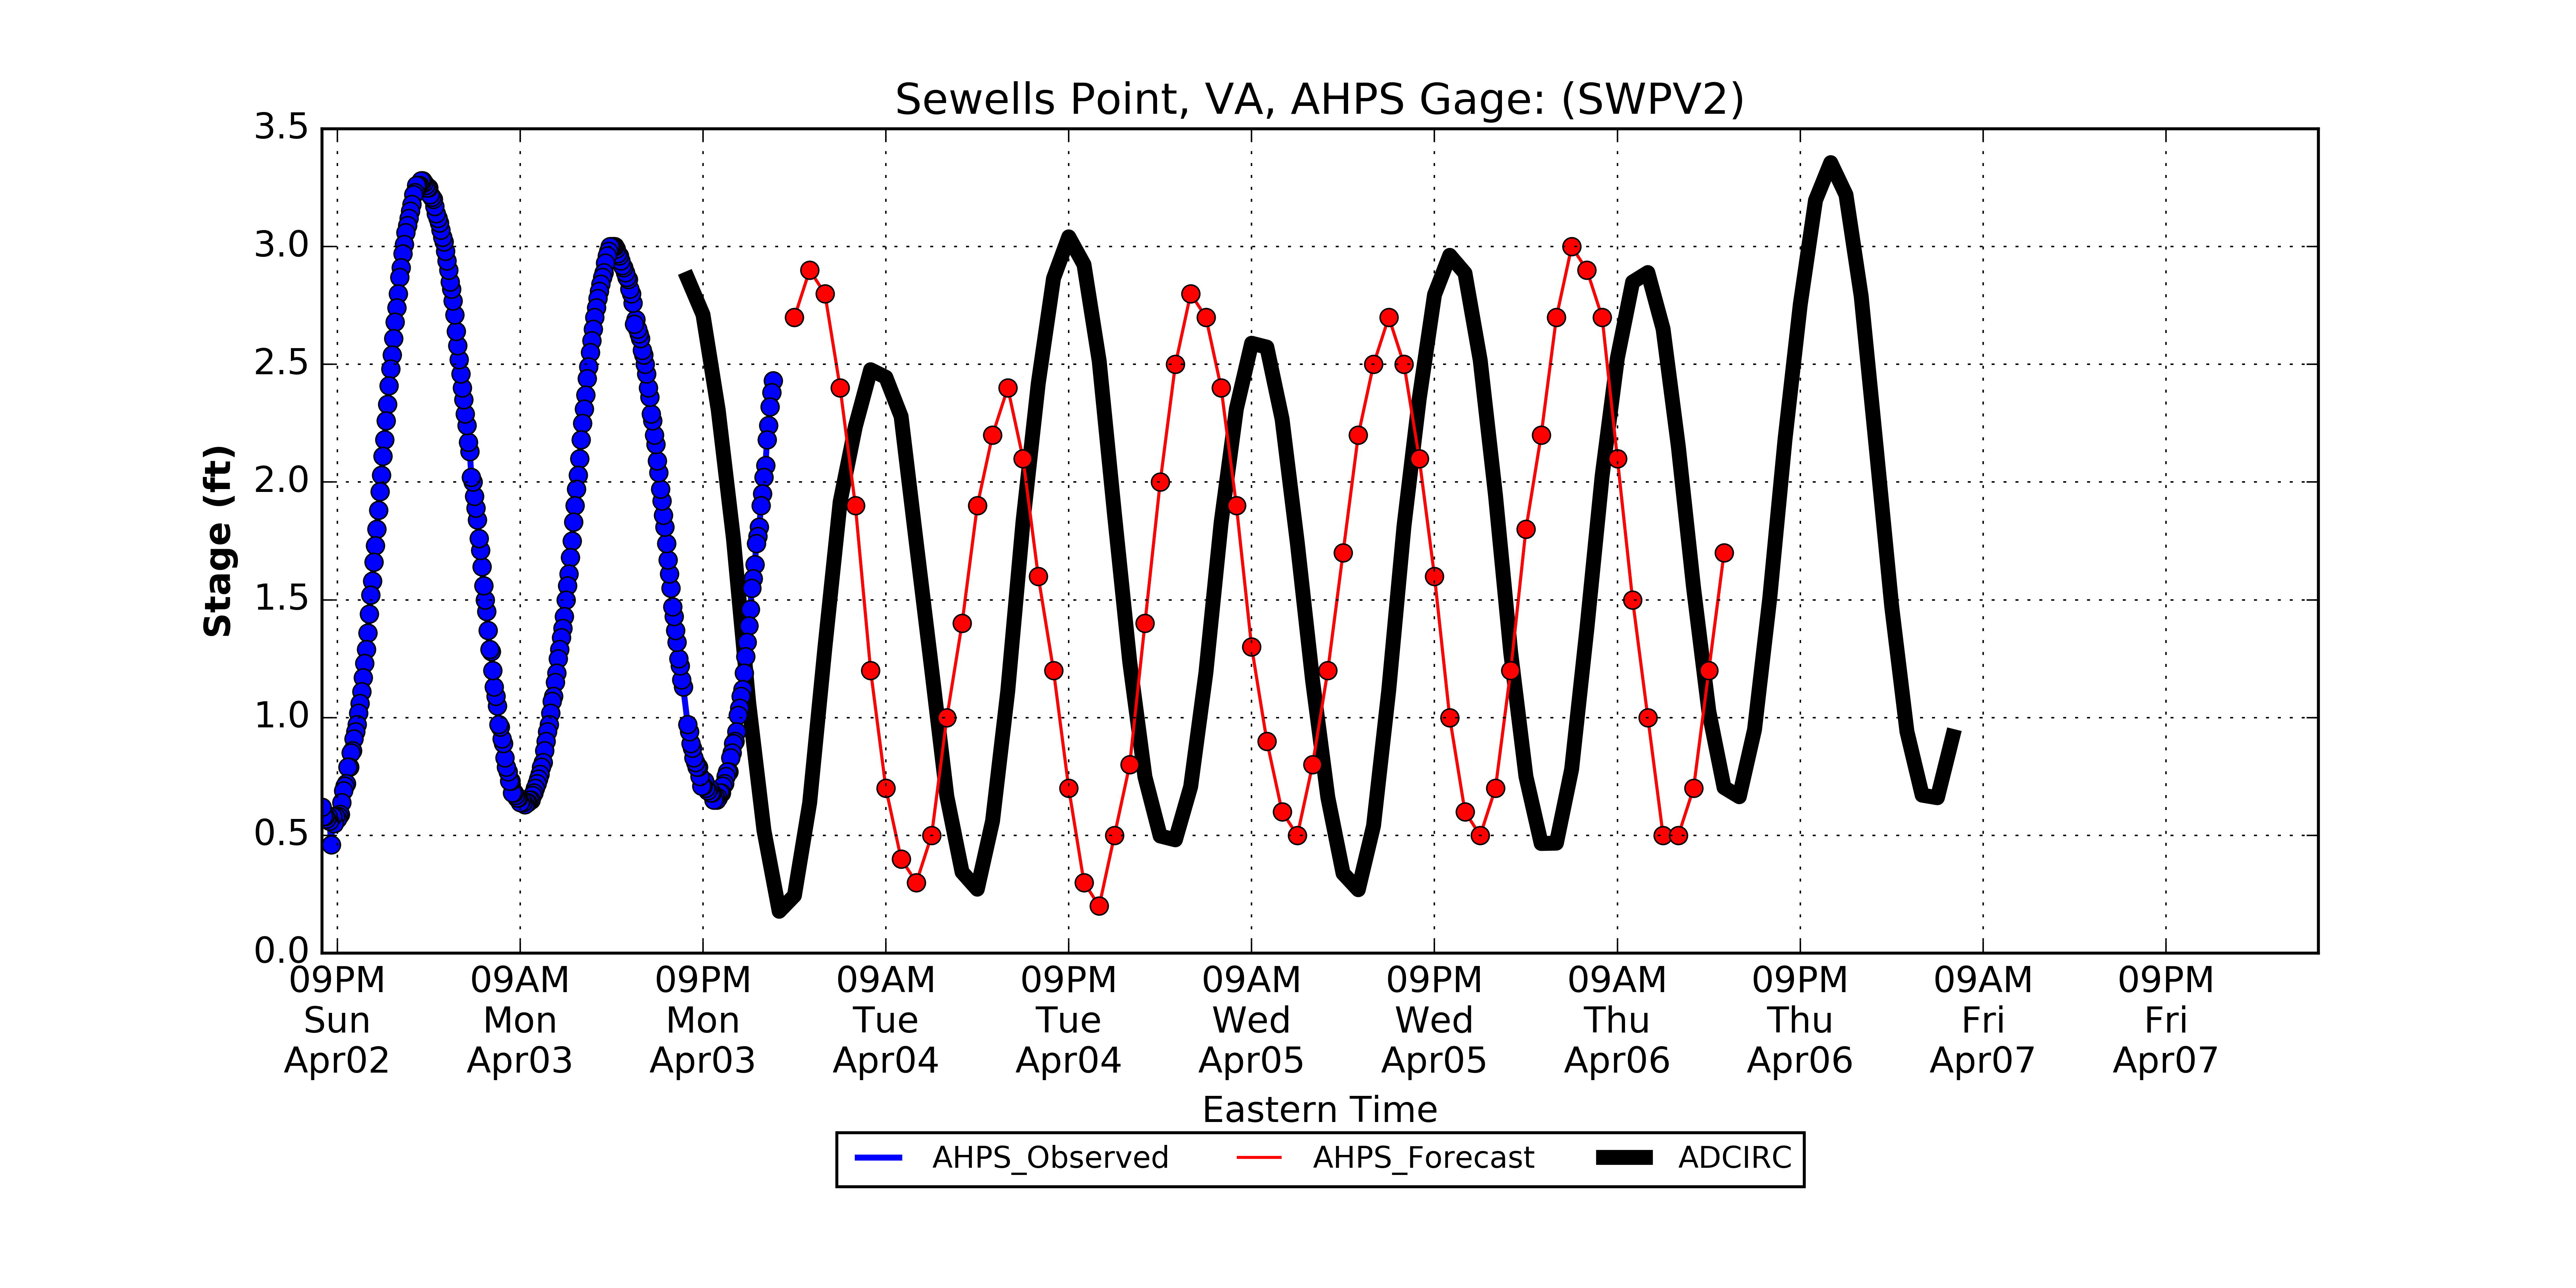 Sewells Point, VA, AHPS Gage: (SWPV2)
3.5
3.0
2.5
2.0
1.5
1.0
0.5
0.0
Stage (ft)
09PM 09AM 09PM 09AM 09PM 09AM 09PM 09AM 09PM 09AM 09PM
Sun Mon Mon Tue Tue Wed Wed Thu Thu Fri Fri
Apr02 Apr03 Apr03 Apr04 Apr04 Apr05 Apr05 Apr06 Apr06 Apr07 Apr07
Eastern Time
AHPS_Observed AHPS_Forecast ADCIRC